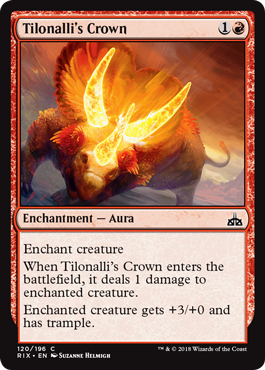 Tilonalli's Crown 1
Enchantment — Aura
Enchant creature
When Tilonalli's Crown enters the
battlefield, it deals 1 damage to
enchanted creature.
Enchanted creature gets +3/+0 and
has trample.
120/196 C
RIX • EN SUZANNE HELMIGH
™ & © 2018 Wizards of the Coast